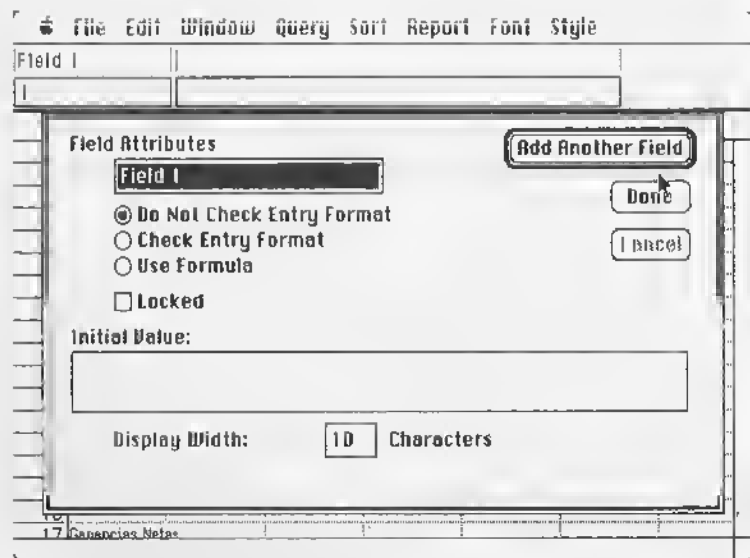 File Edit Window Query Sort Report Font Style
Field 1
1
Field Attributes
Add Another Field
Field 1
Done
Do Not Check Entry Format
Check Entry Format
Cancel
Use Formula
Locked
Initial Value:
Display Width: 10 Characters
17 Ganancias Netas